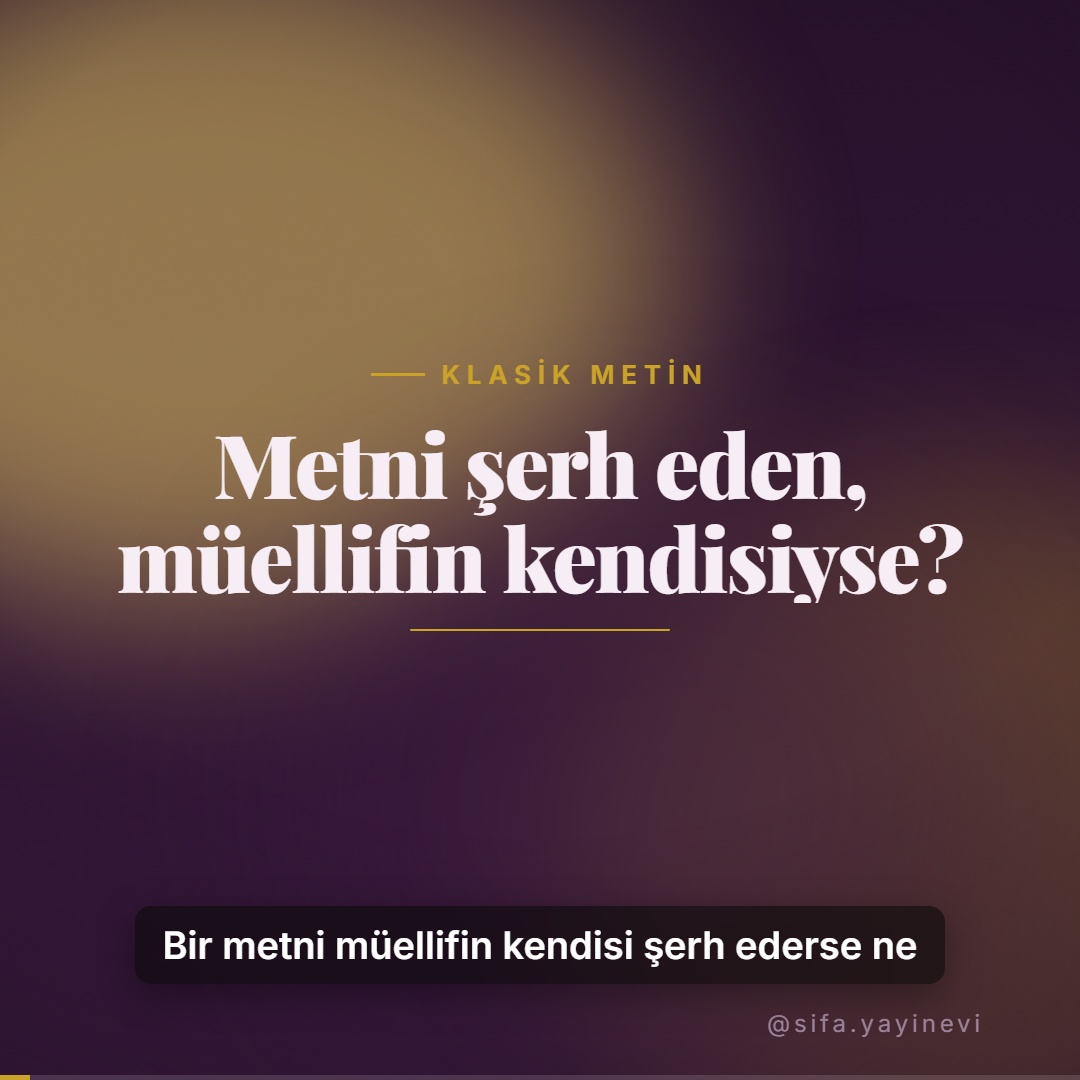 KLASİK METİN
Metni şerh eden,
müellifin kendisiyse?
Bir metni müellifin kendisi şerh ederse ne
@sifa.yayinevi